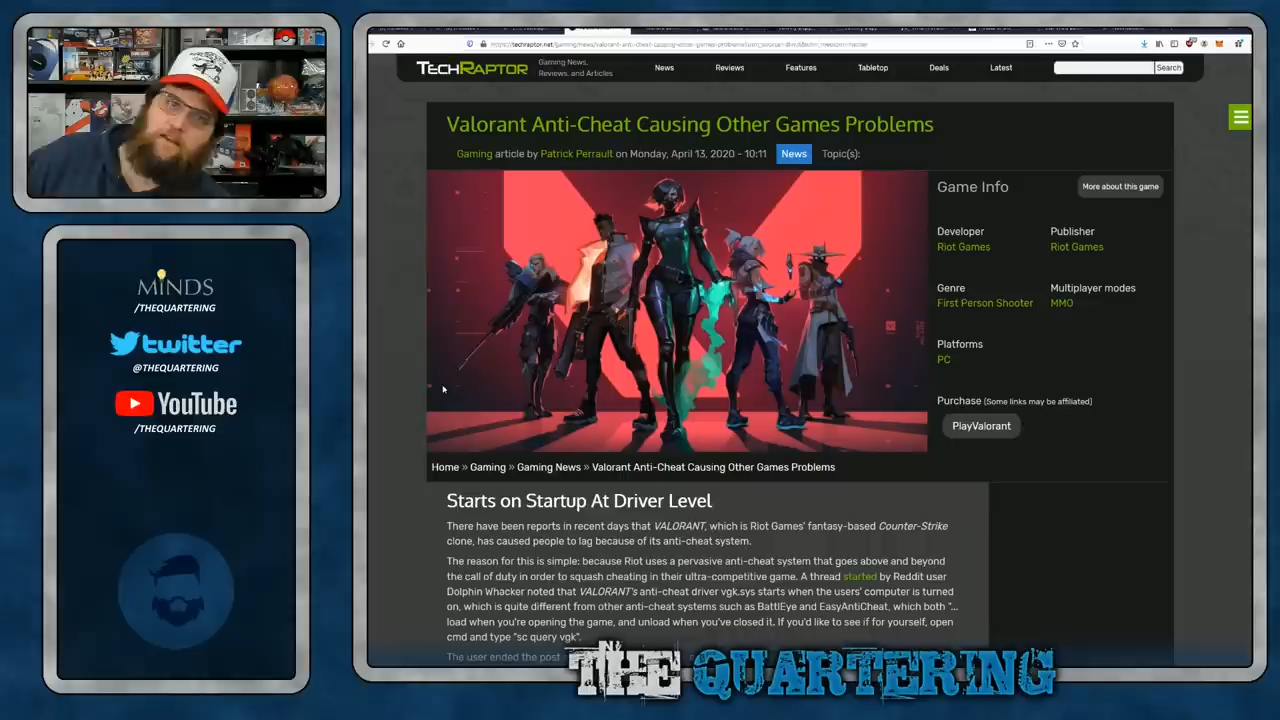 TECHRAPTOR
Gaming News,
Reviews, and Articles
News
Reviews
Features
Tabletop
Deals
Latest
Search
Valorant Anti-Cheat Causing Other Games Problems
Gaming article by Patrick Perrault on Monday, April 13, 2020 - 10:11
News
Topic(s):
Game Info
More about this game
Developer
Publisher
Riot Games
Riot Games
Genre
Multiplayer modes
First Person Shooter
MMO
Platforms
PC
Purchase (Some links may be affiliated)
PlayValorant
Home » Gaming » Gaming News » Valorant Anti-Cheat Causing Other Games Problems
Starts on Startup At Driver Level
There have been reports in recent days that VALORANT, which is Riot Games' fantasy-based Counter-Strike
clone, has caused people to lag because of its anti-cheat system.
The reason for this is simple: because Riot uses a pervasive anti-cheat system that goes above and beyond
the call of duty in order to squash cheating in their ultra-competitive game. A thread started by Reddit user
Dolphin Whacker noted that VALORANT's anti-cheat driver vgk.sys starts when the users' computer is turned
on, which is quite different from other anti-cheat systems such as BattlEye and EasyAntiCheat, which both "...
load when you're opening the game, and unload when you've closed it. If you'd like to see if for yourself, open
cmd and type "sc query vgk".
The user ended the post
MINDS
/THEQUARTERING
twitter
@THEQUARTERING
YouTube
/THEQUARTERING
THE QUARTERING